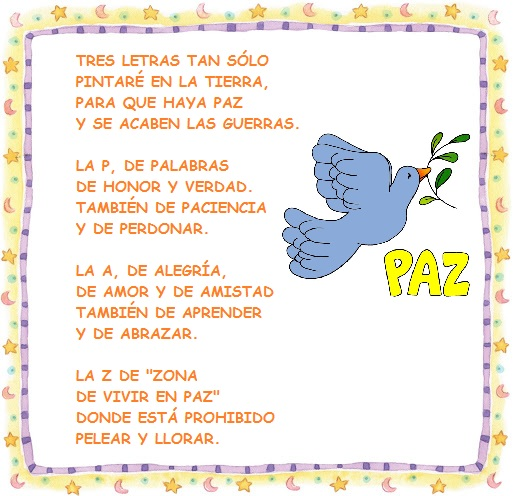 TRES LETRAS TAN SÓLO
PINTARÉ EN LA TIERRA,
PARA QUE HAYA PAZ
Y SE ACABEN LAS GUERRAS.
LA P, DE PALABRAS
DE HONOR Y VERDAD.
TAMBIÉN DE PACIENCIA
Y DE PERDONAR.
LA A, DE ALEGRÍA,
DE AMOR Y DE AMISTAD
TAMBIÉN DE APRENDER
Y DE ABRAZAR.
LA Z DE "ZONA
DE VIVIR EN PAZ"
DONDE ESTÁ PROHIBIDO
PELEAR Y LLORAR.
PAZ